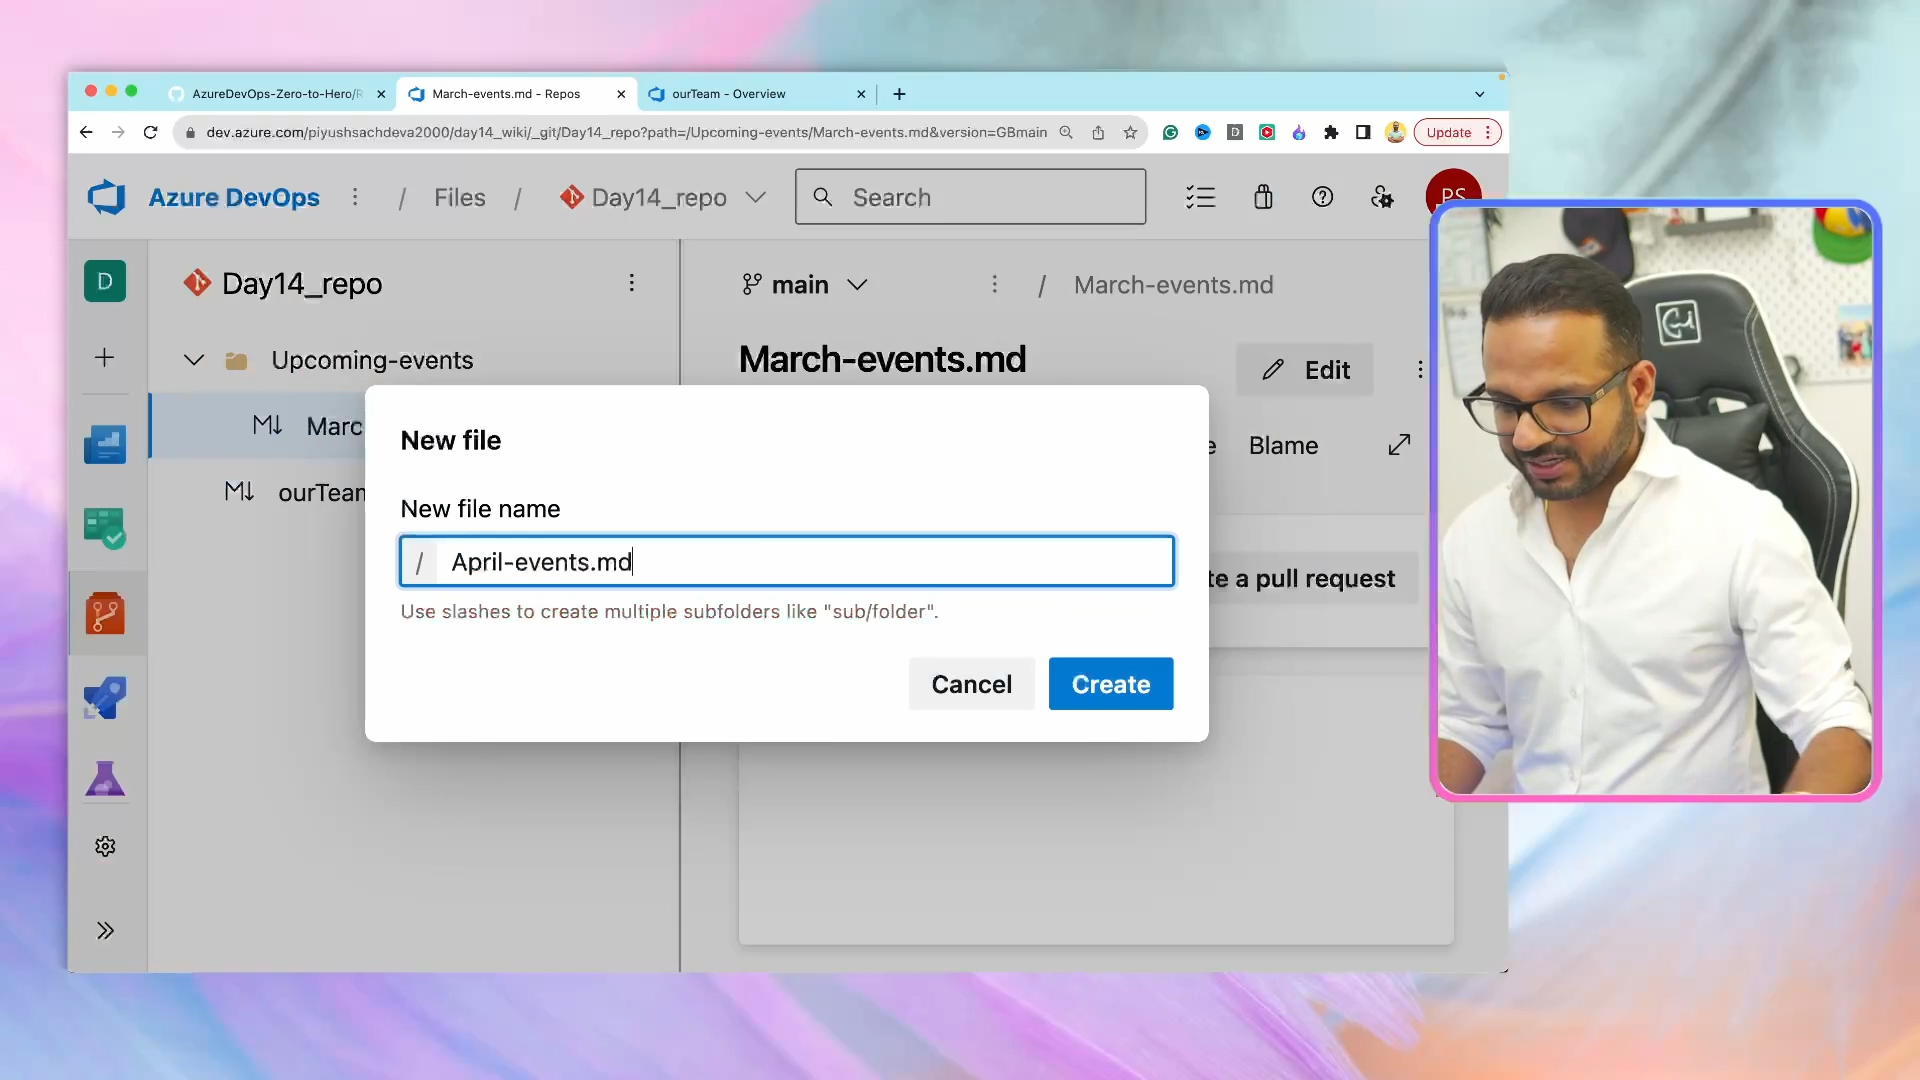 AzureDevOps-Zero-to-Hero/R
March-events.md - Repos
ourTeam - Overview
dev.azure.com/piyushsachdeva2000/day14_wiki/_git/Day14_repo?path=/Upcoming-events/March-events.md&version=GBmain
Update
Azure DevOps
/ Files / Day14_repo
Search
PS
D
Day14_repo
main
/ March-events.md
Upcoming-events
March-events.md
Edit
Marc
e Blame
ourTeam
New file
New file name
/ April-events.md
te a pull request
Use slashes to create multiple subfolders like "sub/folder".
Cancel
Create